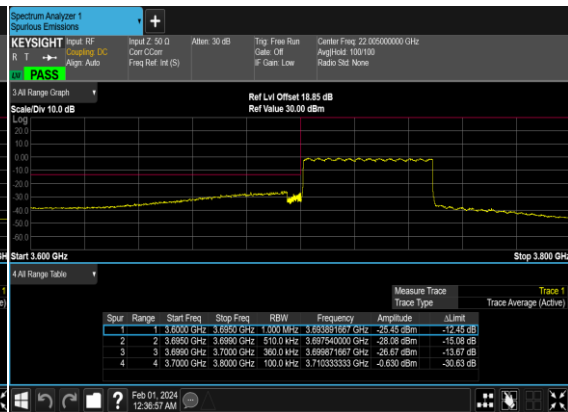 Spectrum Analyzer 1
Spurious Emissions
KEYSIGHT Input: RF Input Z: 50 Ω Atten: 30 dB Trig: Free Run Center Freq: 22.005000000 GHz
R T Coupling: DC Corr CCorr Gate: Off Avg|Hold: 100/100
Align: Auto Freq Ref: Int (S) IF Gain: Low Radio Std: None
PASS
3 All Range Graph
Ref Lvl Offset 18.85 dB
Scale/Div 10.0 dB Ref Value 30.00 dBm
Log
20.0
10.0
0.00
-10.0
-20.0
-30.0
-40.0
-50.0
-60.0
Start 3.600 GHz Stop 3.800 GHz
4 All Range Table
Measure Trace Trace 1
Trace Type Trace Average (Active)
Spur Range Start Freq Stop Freq RBW Frequency Amplitude ΔLimit
1 1 3.6000 GHz 3.6950 GHz 1.000 MHz 3.693891667 GHz -25.45 dBm -12.45 dB
2 2 3.6950 GHz 3.6990 GHz 510.0 kHz 3.697540000 GHz -28.08 dBm -15.08 dB
3 3 3.6990 GHz 3.7000 GHz 360.0 kHz 3.699871667 GHz -26.67 dBm -13.67 dB
4 4 3.7000 GHz 3.8000 GHz 100.0 kHz 3.710333333 GHz -0.630 dBm -30.63 dB
Feb 01, 2024
12:36:57 AM